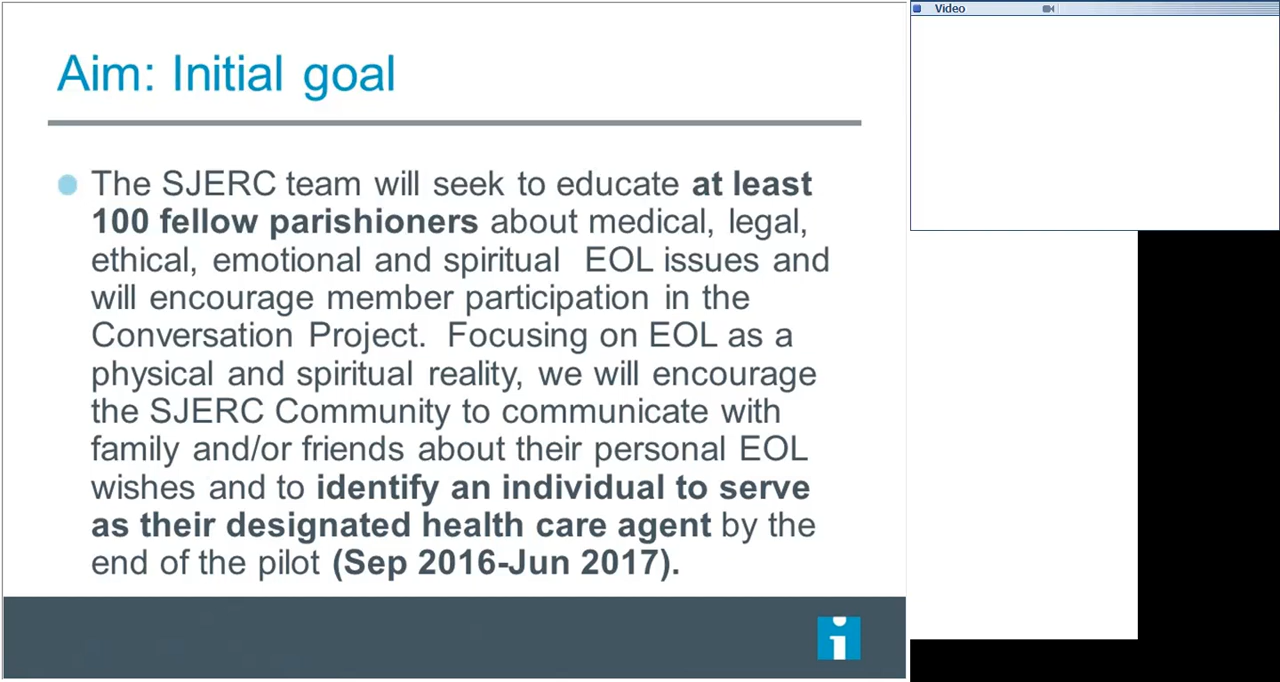 Video
Aim: Initial goal
The SJERC team will seek to educate at least
100 fellow parishioners about medical, legal,
ethical, emotional and spiritual  EOL issues and
will encourage member participation in the
Conversation Project.  Focusing on EOL as a
physical and spiritual reality, we will encourage
the SJERC Community to communicate with
family and/or friends about their personal EOL
wishes and to identify an individual to serve
as their designated health care agent by the
end of the pilot (Sep 2016-Jun 2017).
i